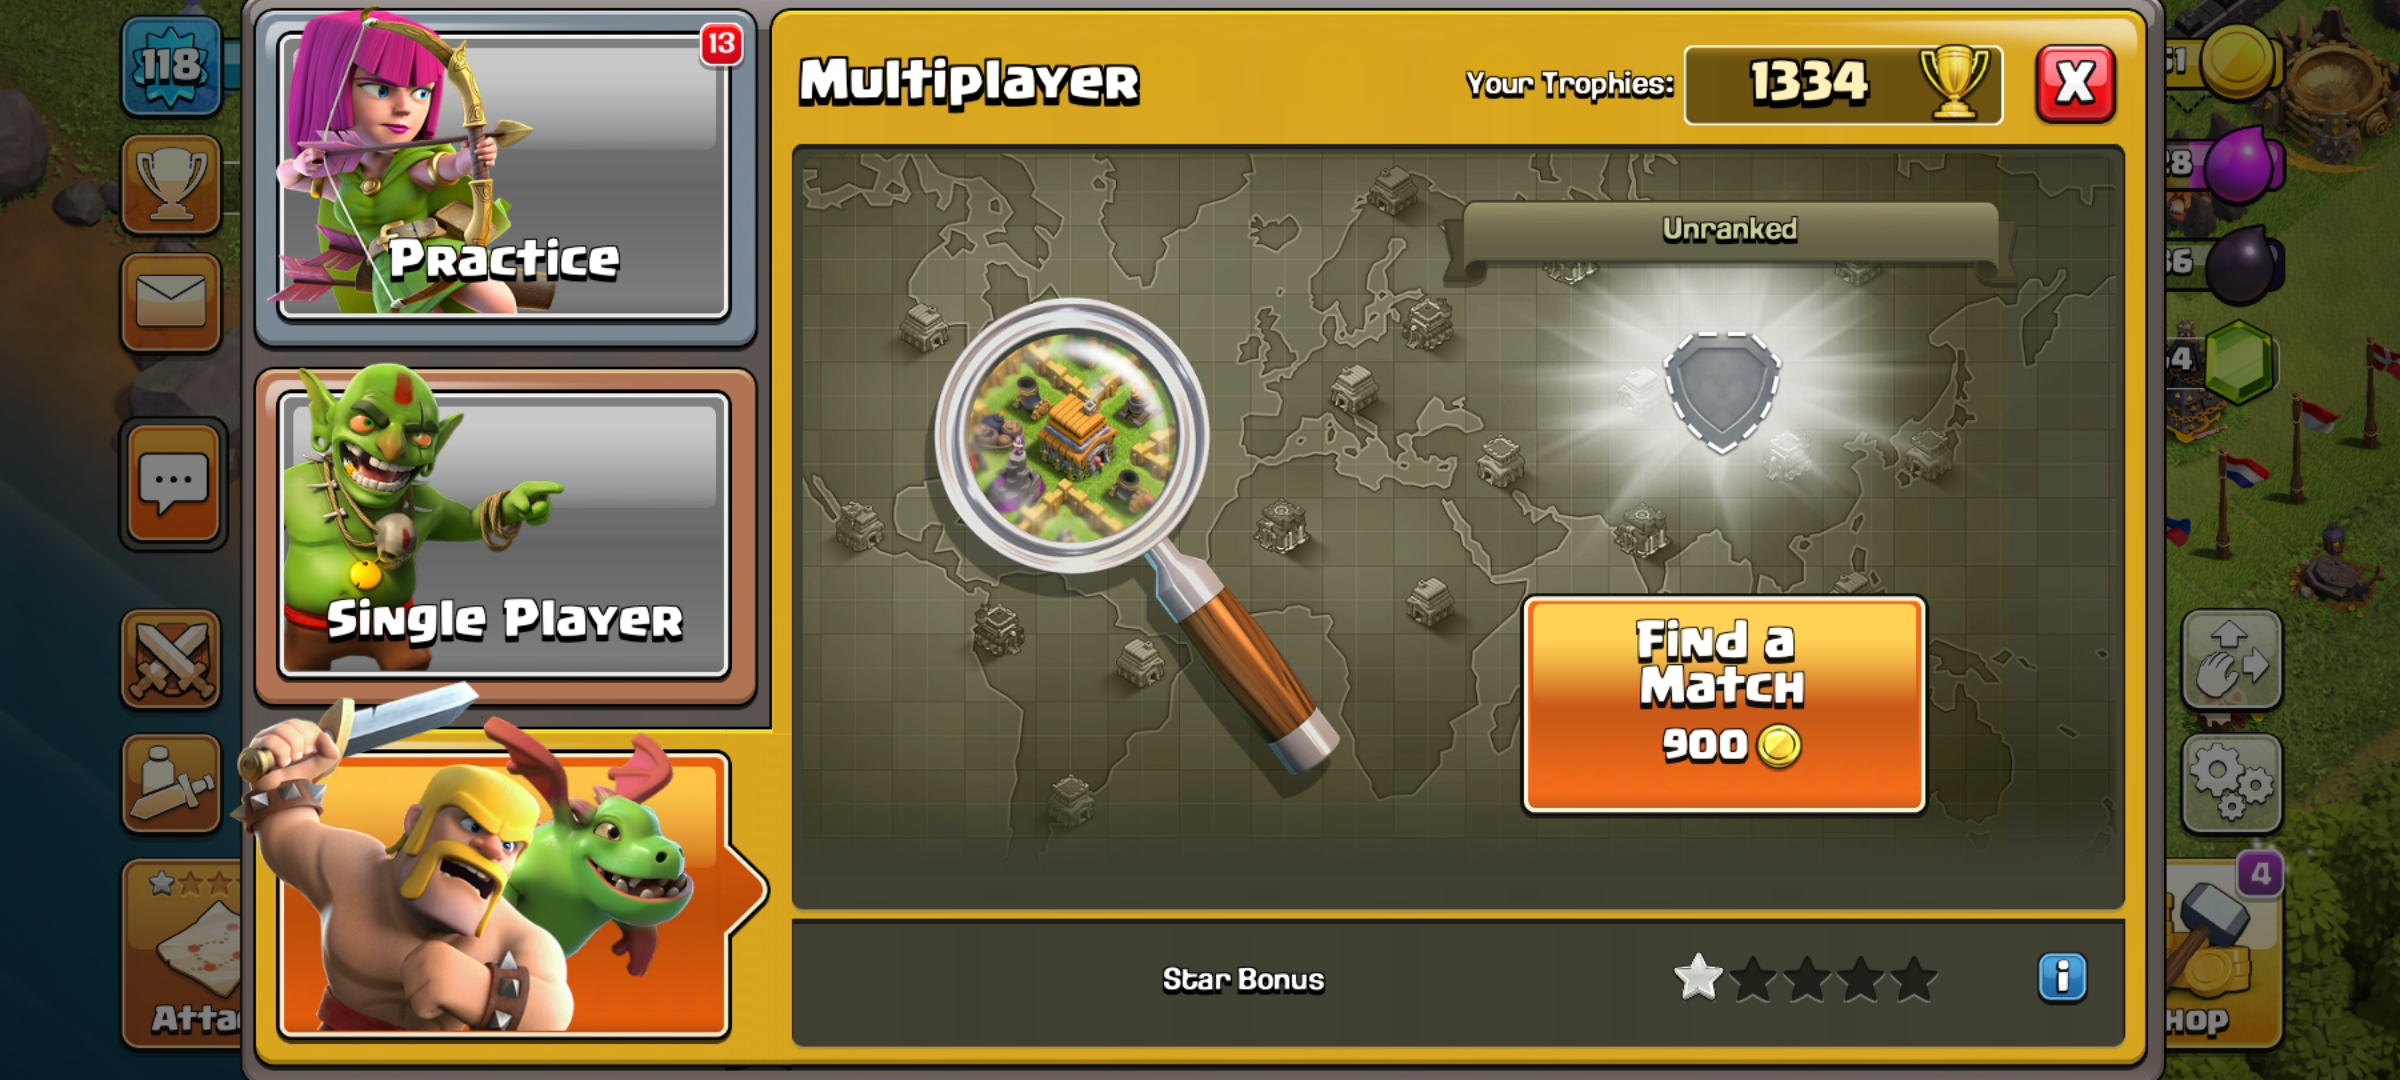 118
13
Practice
Single Player
Multiplayer
Your Trophies:
1334
Unranked
Find a
Match
900
Star Bonus
4